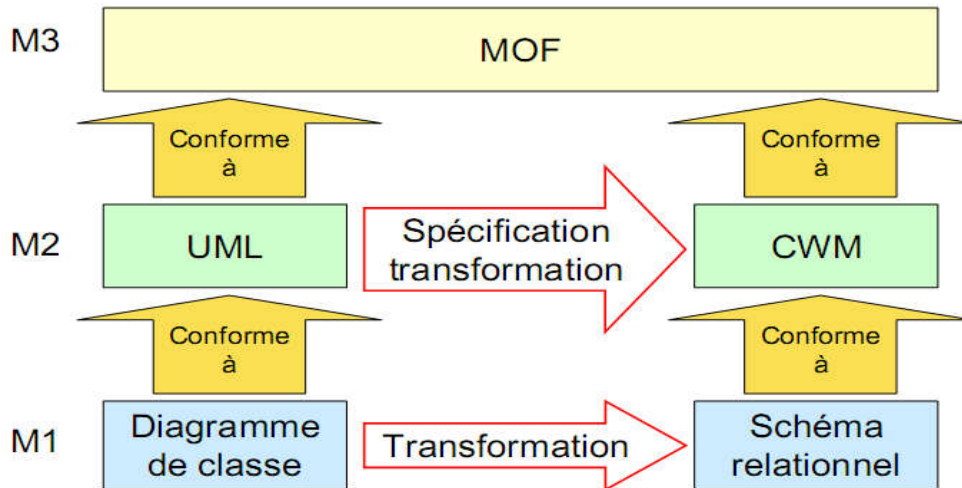 M3
MOF
Conforme
à
Conforme
à
M2
UML
Spécification
transformation
CWM
Conforme
à
Conforme
à
M1
Diagramme
de classe
Transformation
Schéma
relationnel